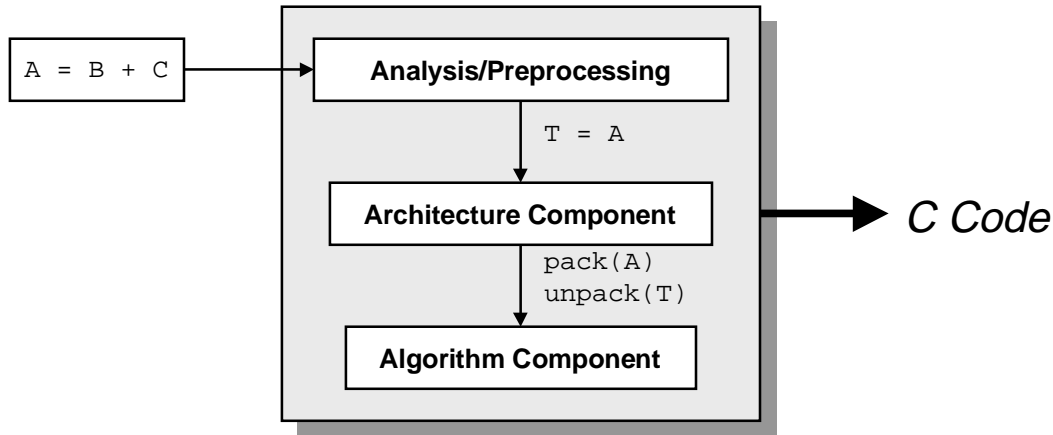 A = B + C
Analysis/Preprocessing
T = A
Architecture Component
C Code
pack(A)
unpack(T)
Algorithm Component